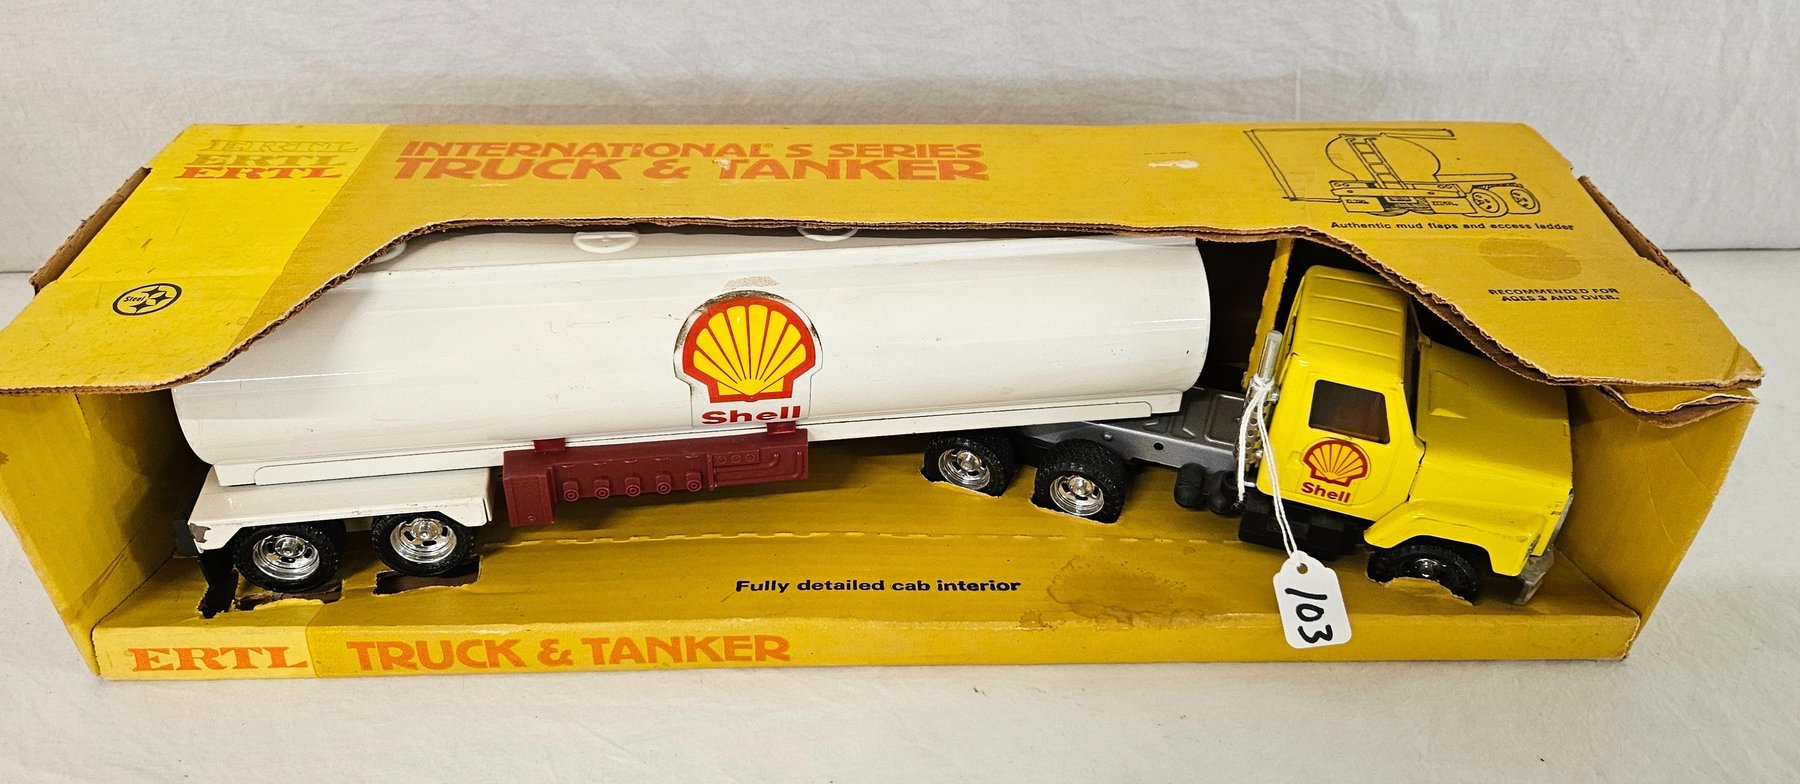 ERTL
ERTL
ERTL
INTERNATIONAL® S SERIES
TRUCK & TANKER
Authentic mud flaps and access ladder
RECOMMENDED FOR
AGES 3 AND OVER.
Steel
Shell
Shell
103
Fully detailed cab interior
ERTL TRUCK & TANKER